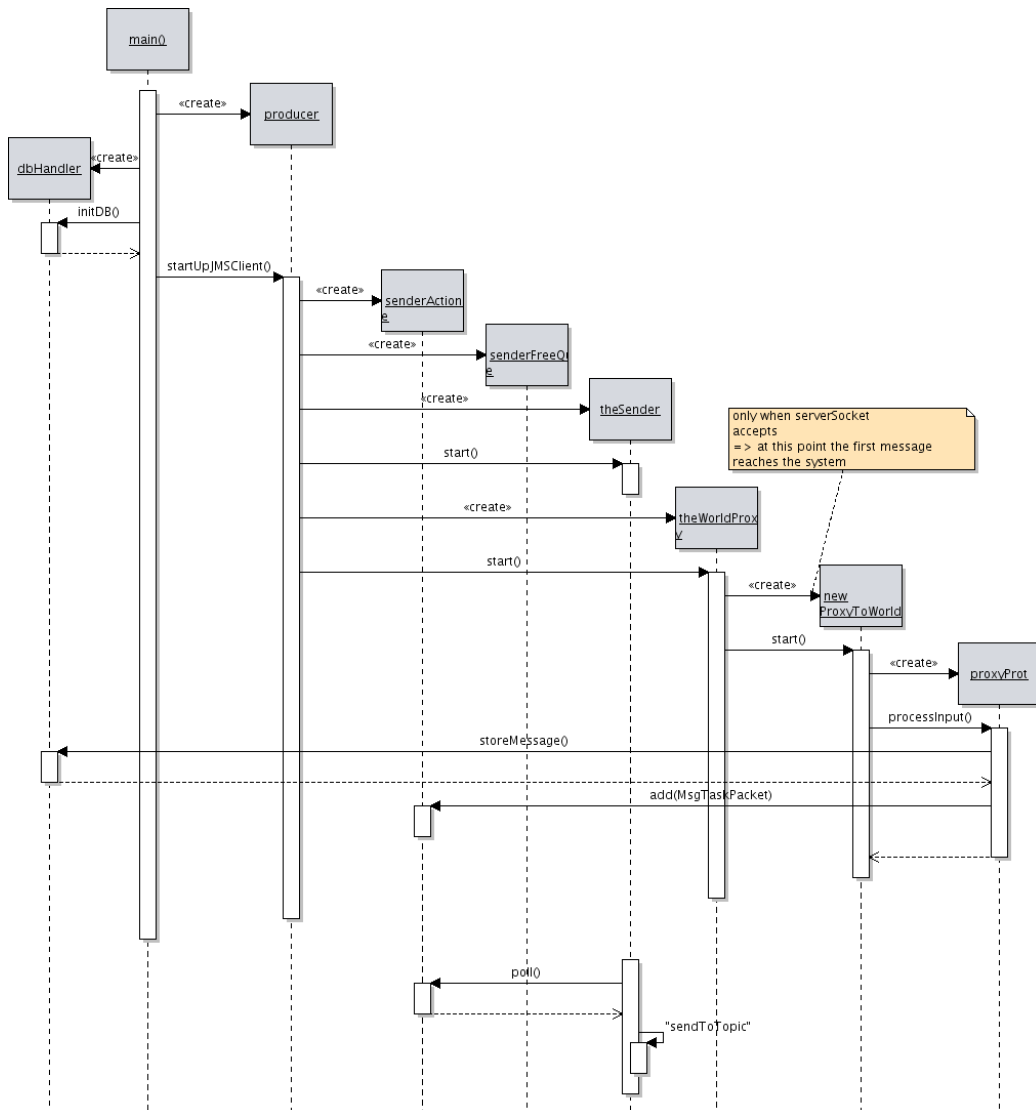 main()
«create»
producer
«create»
dbHandler
initDB()
startUpJMSClient()
«create»
senderAction
e
«create»
senderFreeQu
e
«create»
theSender
only when serverSocket
accepts
=> at this point the first message
reaches the system
start()
«create»
theWorldProx
y
start()
«create»
new
ProxyToWorld
start()
«create»
proxyProt
processInput()
storeMessage()
add(MsgTaskPacket)
poll()
"sendToTopic"